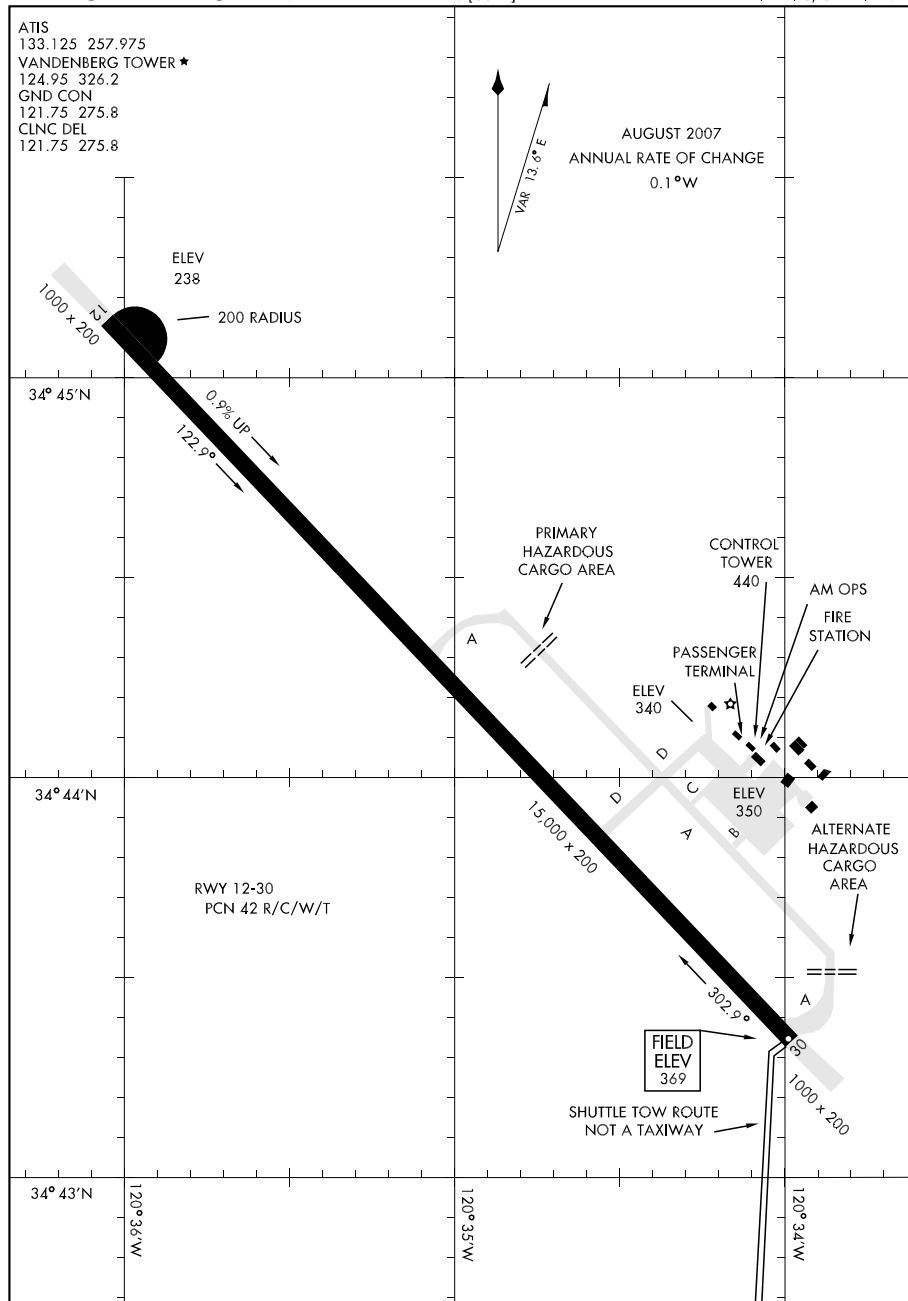 ATIS
133.125 257.975
VANDENBERG TOWER ★
124.95 326.2
GND CON
121.75 275.8
CLNC DEL
121.75 275.8
VAR 13.6° E
AUGUST 2007
ANNUAL RATE OF CHANGE
0.1° W
ELEV
238
12
1000 x 200
200 RADIUS
34° 45'N
0.9% UP
122.9°
PRIMARY
HAZARDOUS
CARGO AREA
CONTROL
TOWER
440
AM OPS
FIRE
STATION
PASSENGER
TERMINAL
A
ELEV
340
D
D
C
A
B
ELEV
350
34° 44'N
15,000 x 200
ALTERNATE
HAZARDOUS
CARGO
AREA
RWY 12-30
PCN 42 R/C/W/T
302.9°
A
30
FIELD
ELEV
369
1000 x 200
SHUTTLE TOW ROUTE
NOT A TAXIWAY
34° 43'N
120° 36'W
120° 35'W
120° 34'W